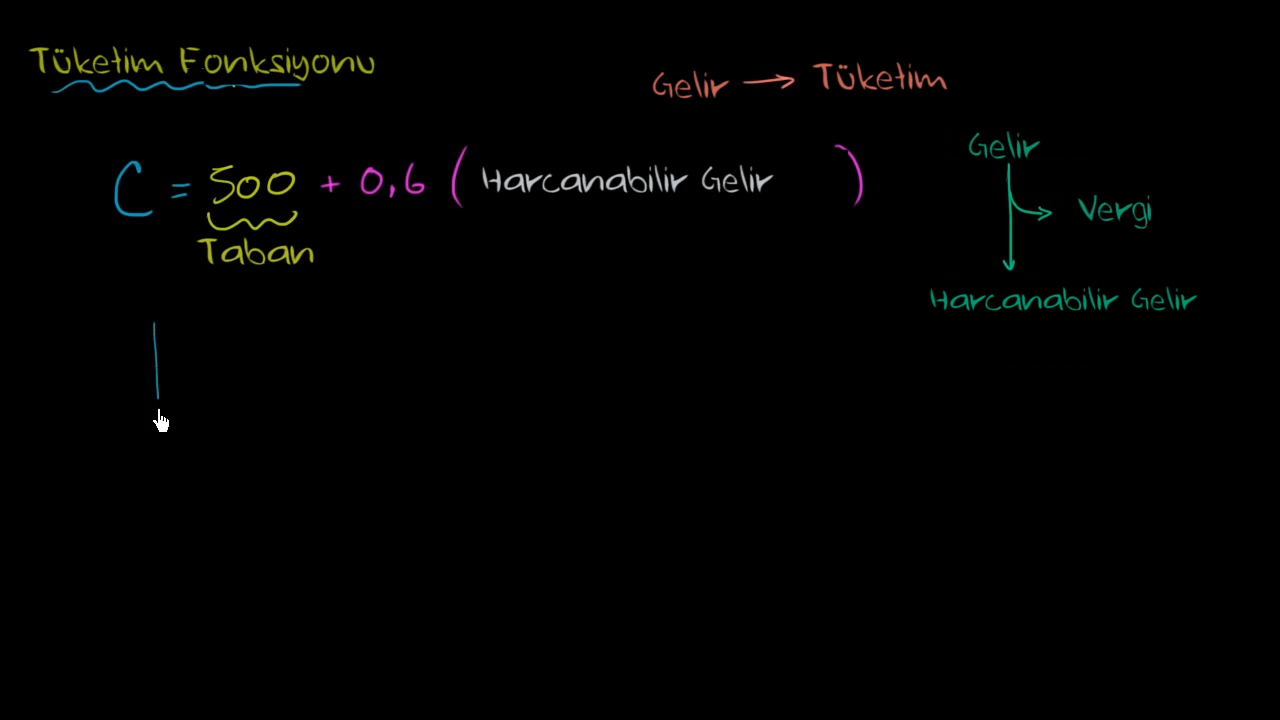 Tüketim Fonksiyonu
Gelir → Tüketim
C = 500 + 0,6 ( Harcanabilir Gelir )
Taban
Gelir
Vergi
Harcanabilir Gelir